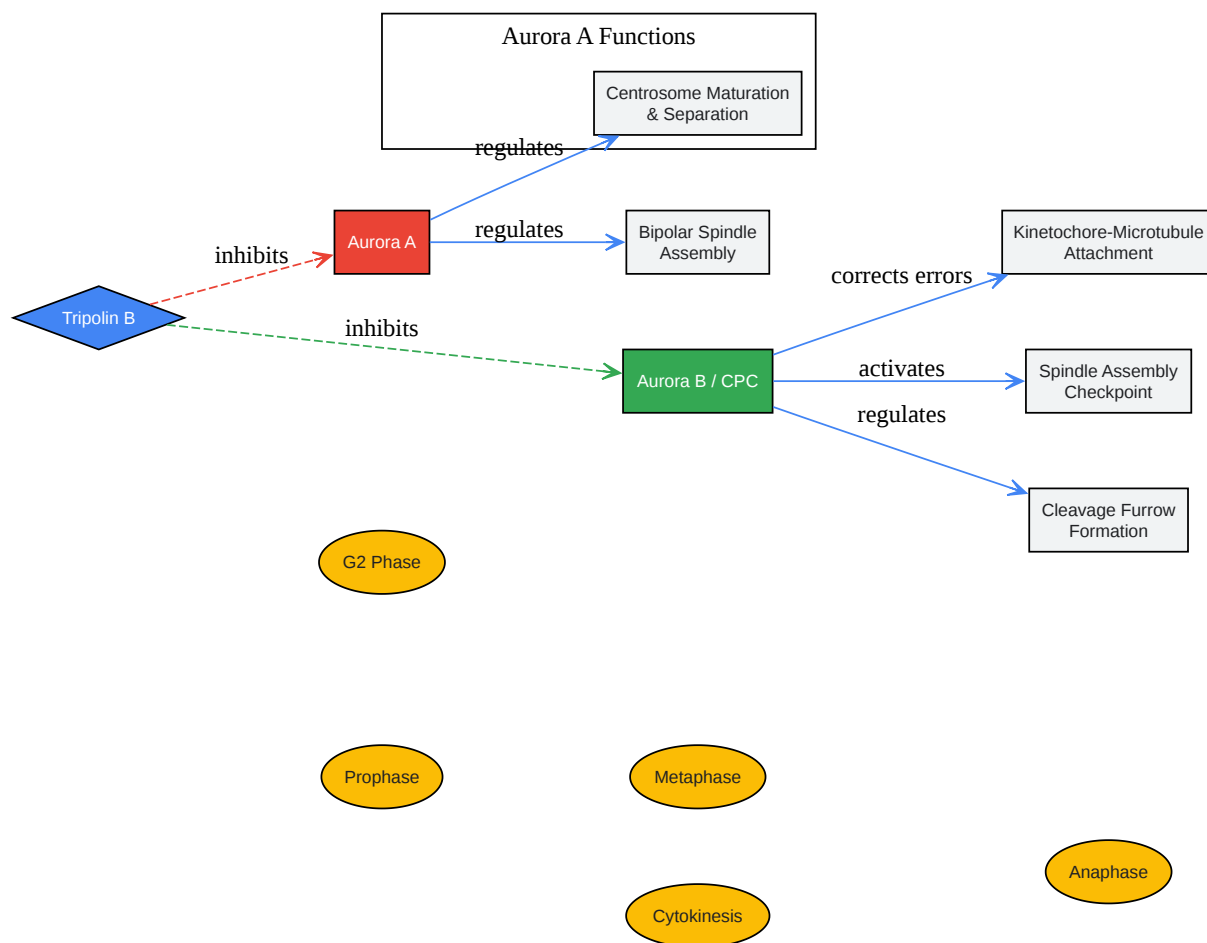 Aurora A Functions
Centrosome Maturation
& Separation
regulates
Aurora A
regulates
Bipolar Spindle
Assembly
Kinetochore-Microtubule
Attachment
inhibits
corrects errors
Tripolin B
inhibits
Aurora B / CPC
activates
Spindle Assembly
Checkpoint
regulates
Cleavage Furrow
Formation
G2 Phase
Prophase
Metaphase
Anaphase
Cytokinesis